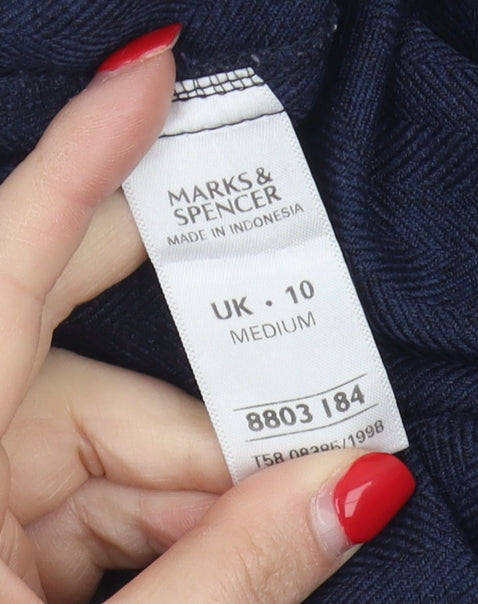 MARKS &
SPENCER
MADE IN INDONESIA
UK • 10
MEDIUM
8803 184
T58 08395/1998